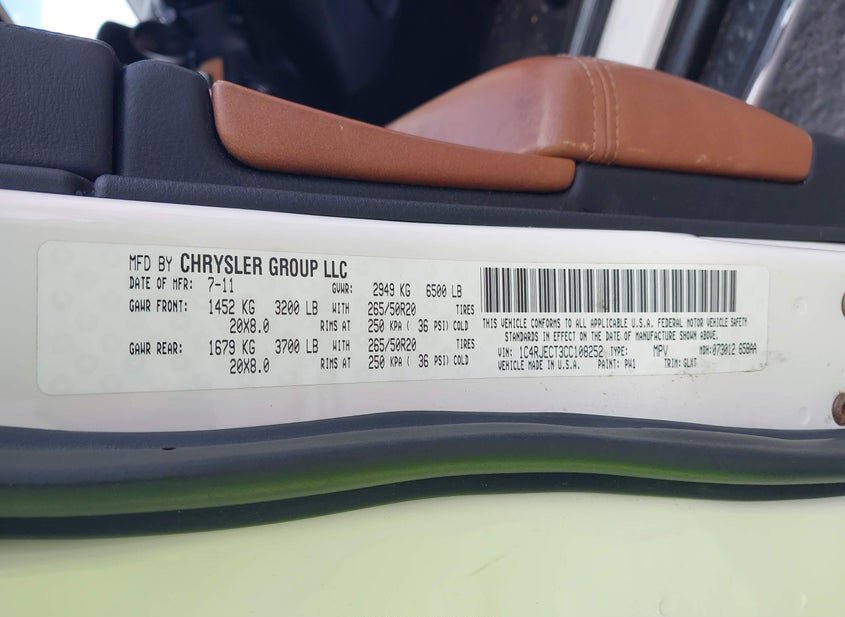 MFD BY CHRYSLER GROUP LLC
DATE OF MFR: 7-11 GVWR: 2949 KG 6500 LB
GAWR FRONT: 1452 KG 3200 LB WITH 265/50R20 TIRES
20X8.0 RIMS AT 250 KPA ( 36 PSI) COLD
GAWR REAR: 1679 KG 3700 LB WITH 265/50R20 TIRES
20X8.0 RIMS AT 250 KPA ( 36 PSI) COLD
THIS VEHICLE CONFORMS TO ALL APPLICABLE U.S.A. FEDERAL MOTOR VEHICLE SAFETY
STANDARDS IN EFFECT ON THE DATE OF MANUFACTURE SHOWN ABOVE.
VIN: 1C4RJECT3CC108252 TYPE: MPV MDH: 073012 658AA
VEHICLE MADE IN U.S.A. PAINT: PW1 TRIM: GLNT